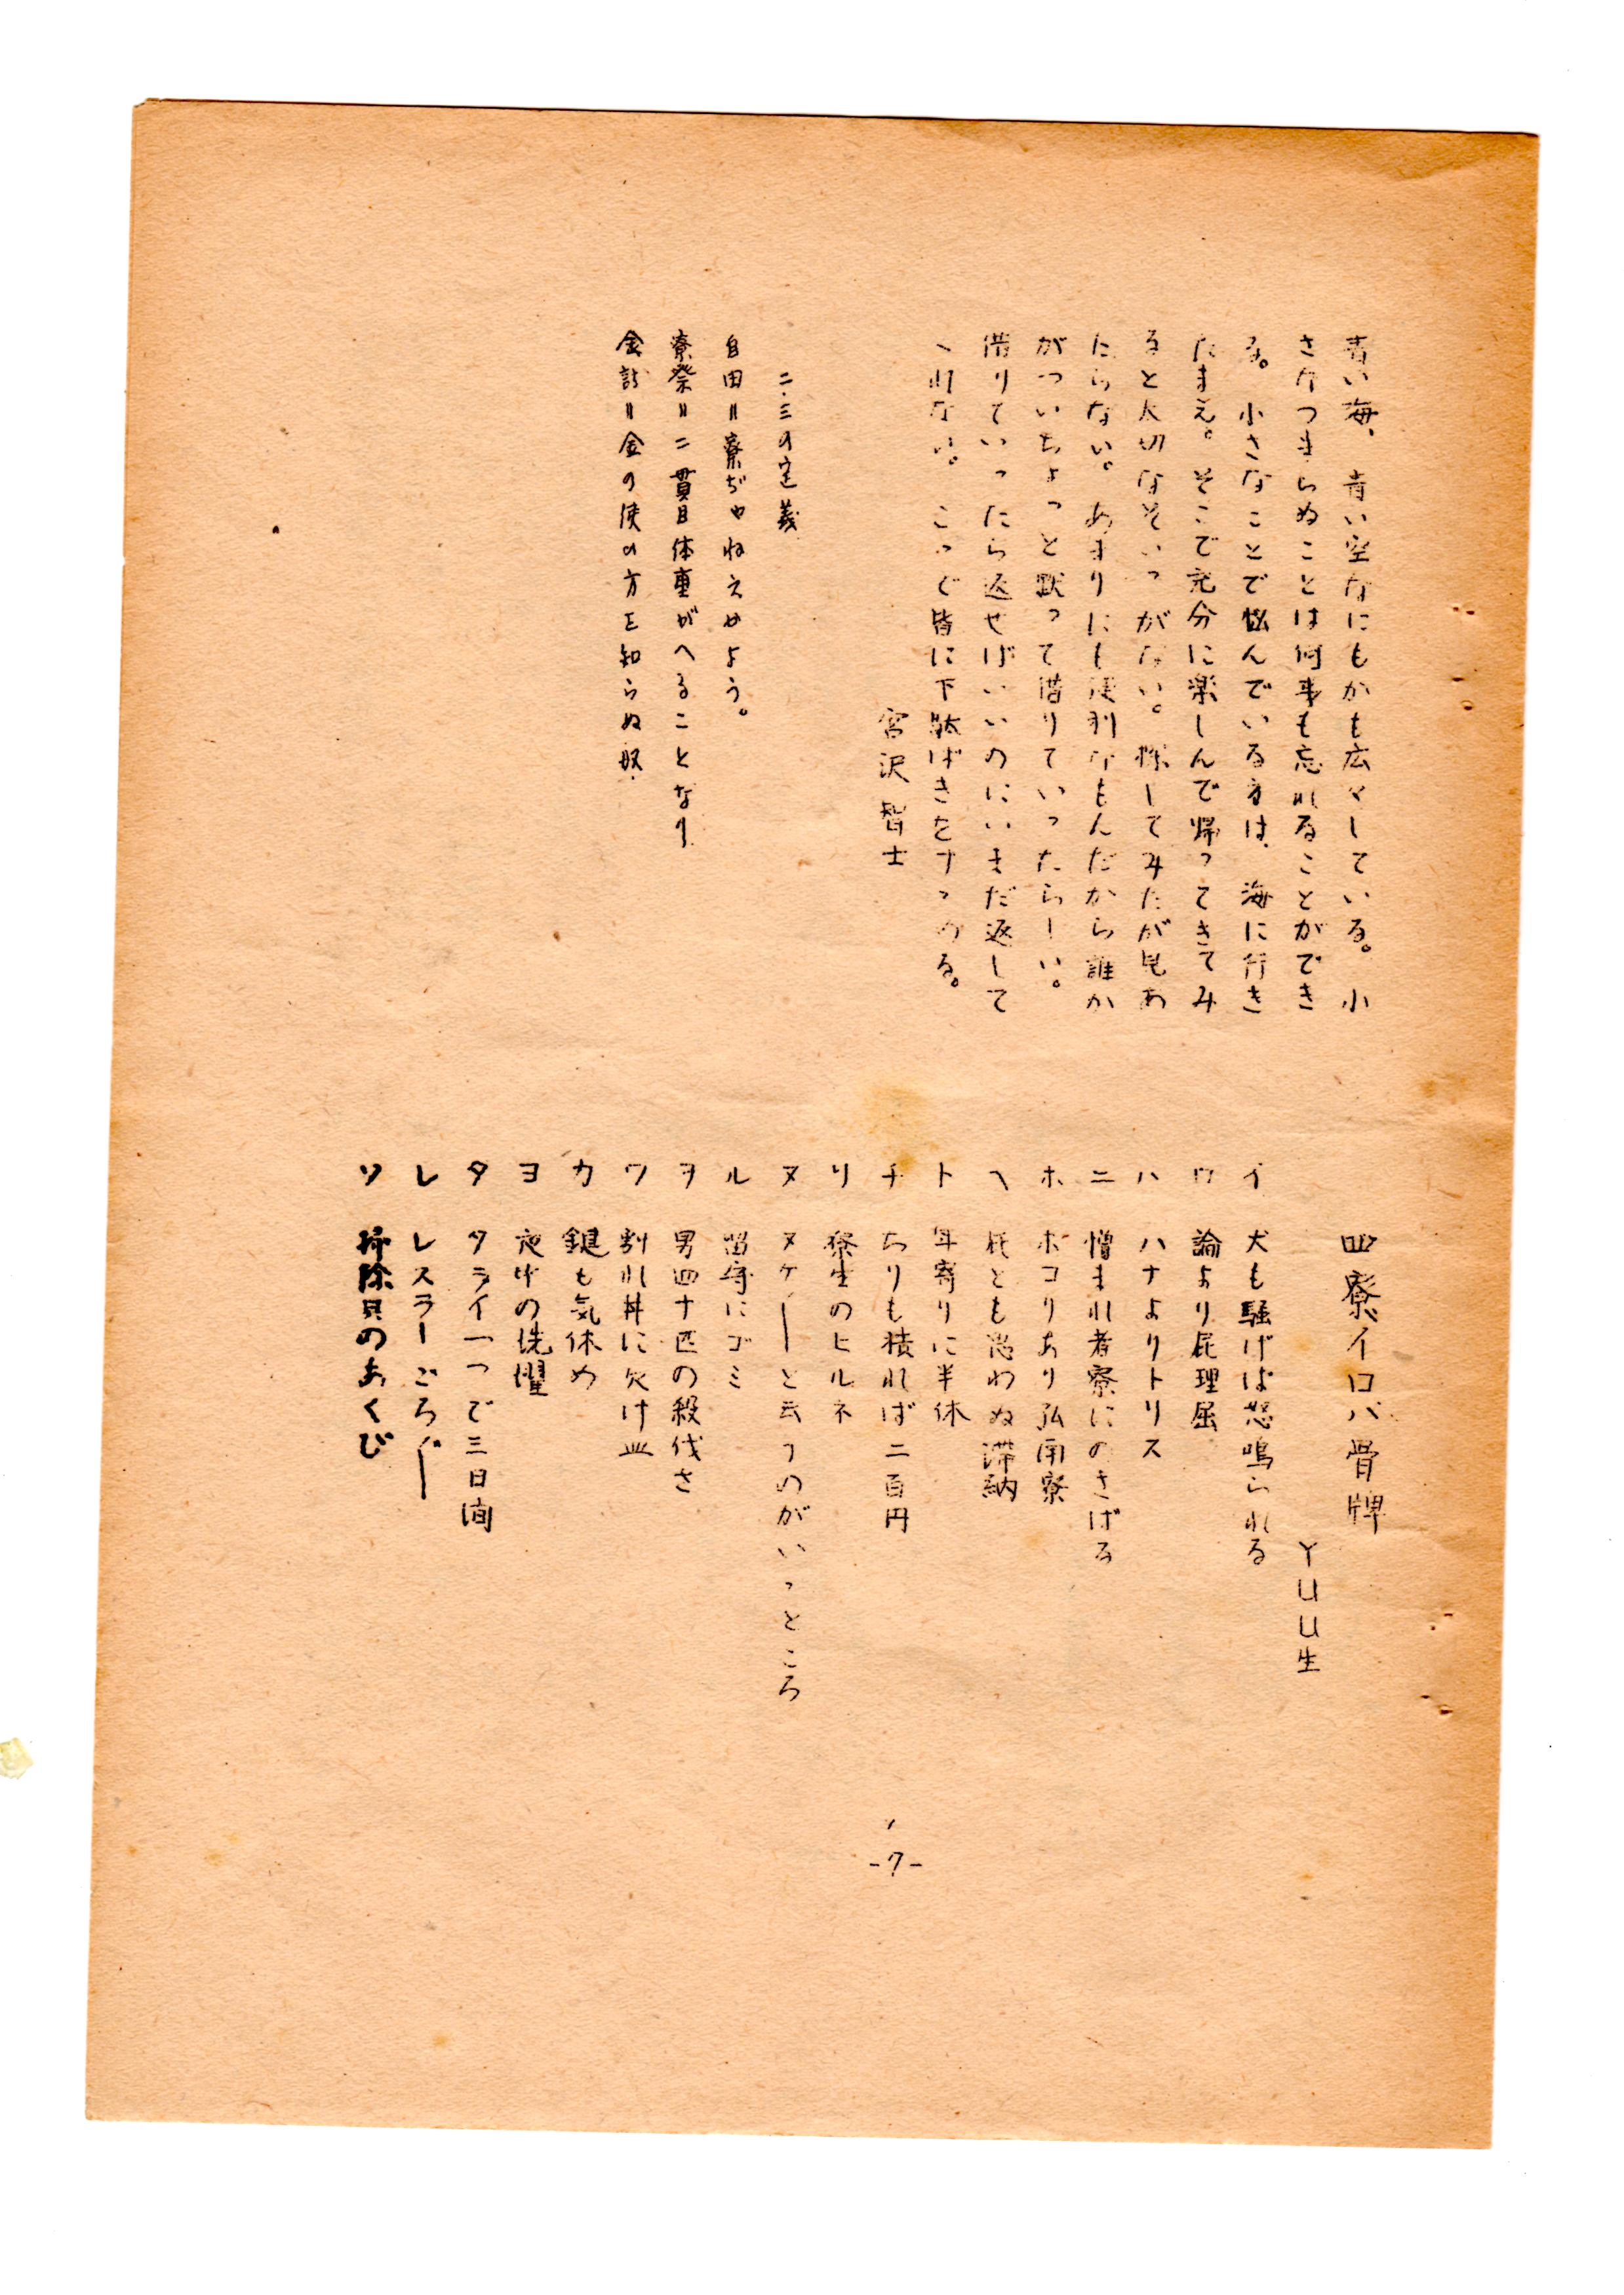 青い海、青い空なにもかも広々している。小
さなつまらぬことは何事も忘れることができ
る。小さなことで悩んでいる方は、海に行き
たまえ。そこで充分に楽しんで帰ってきてみ
ると大切なそいつがない。探してみたが見あ
たらない。あまりにも便利なもんだから誰か
がついちょっと黙って借りていったらしい。
借りていったら返せばいいのにいまだ返して
くれない。こっで皆に下駄ばきをすゝめる。
宮沢智士
二・三の定義
自由＝寮ぢゃねえかよう。
寮祭＝二貫目体重がへることなり
会計＝金の使い方を知らぬ奴・
四寮イロハ骨牌
YUU生
イ 犬も騒げば怒鳴られる
ロ 論より屁理屈
ハ ハナよりトリス
ニ 憎まれ者寮にのさばる
ホ ホコリあり弘南寮
ヘ 屁とも思わぬ滞納
ト 年寄りに半休
チ ちりも積れば二百円
リ 寮生のヒルネ
ヌ ヌケーと云うのがいっところ
ル 留守にゴミ
ヲ 男四十匹の殺伐さ
ワ 割れ丼に欠け皿
カ 鍵も気休め
ヨ 夜中の洗濯
タ タライ一つで三日間
レ レスラーごろ〲
ソ 掃除具のあくび
-7-